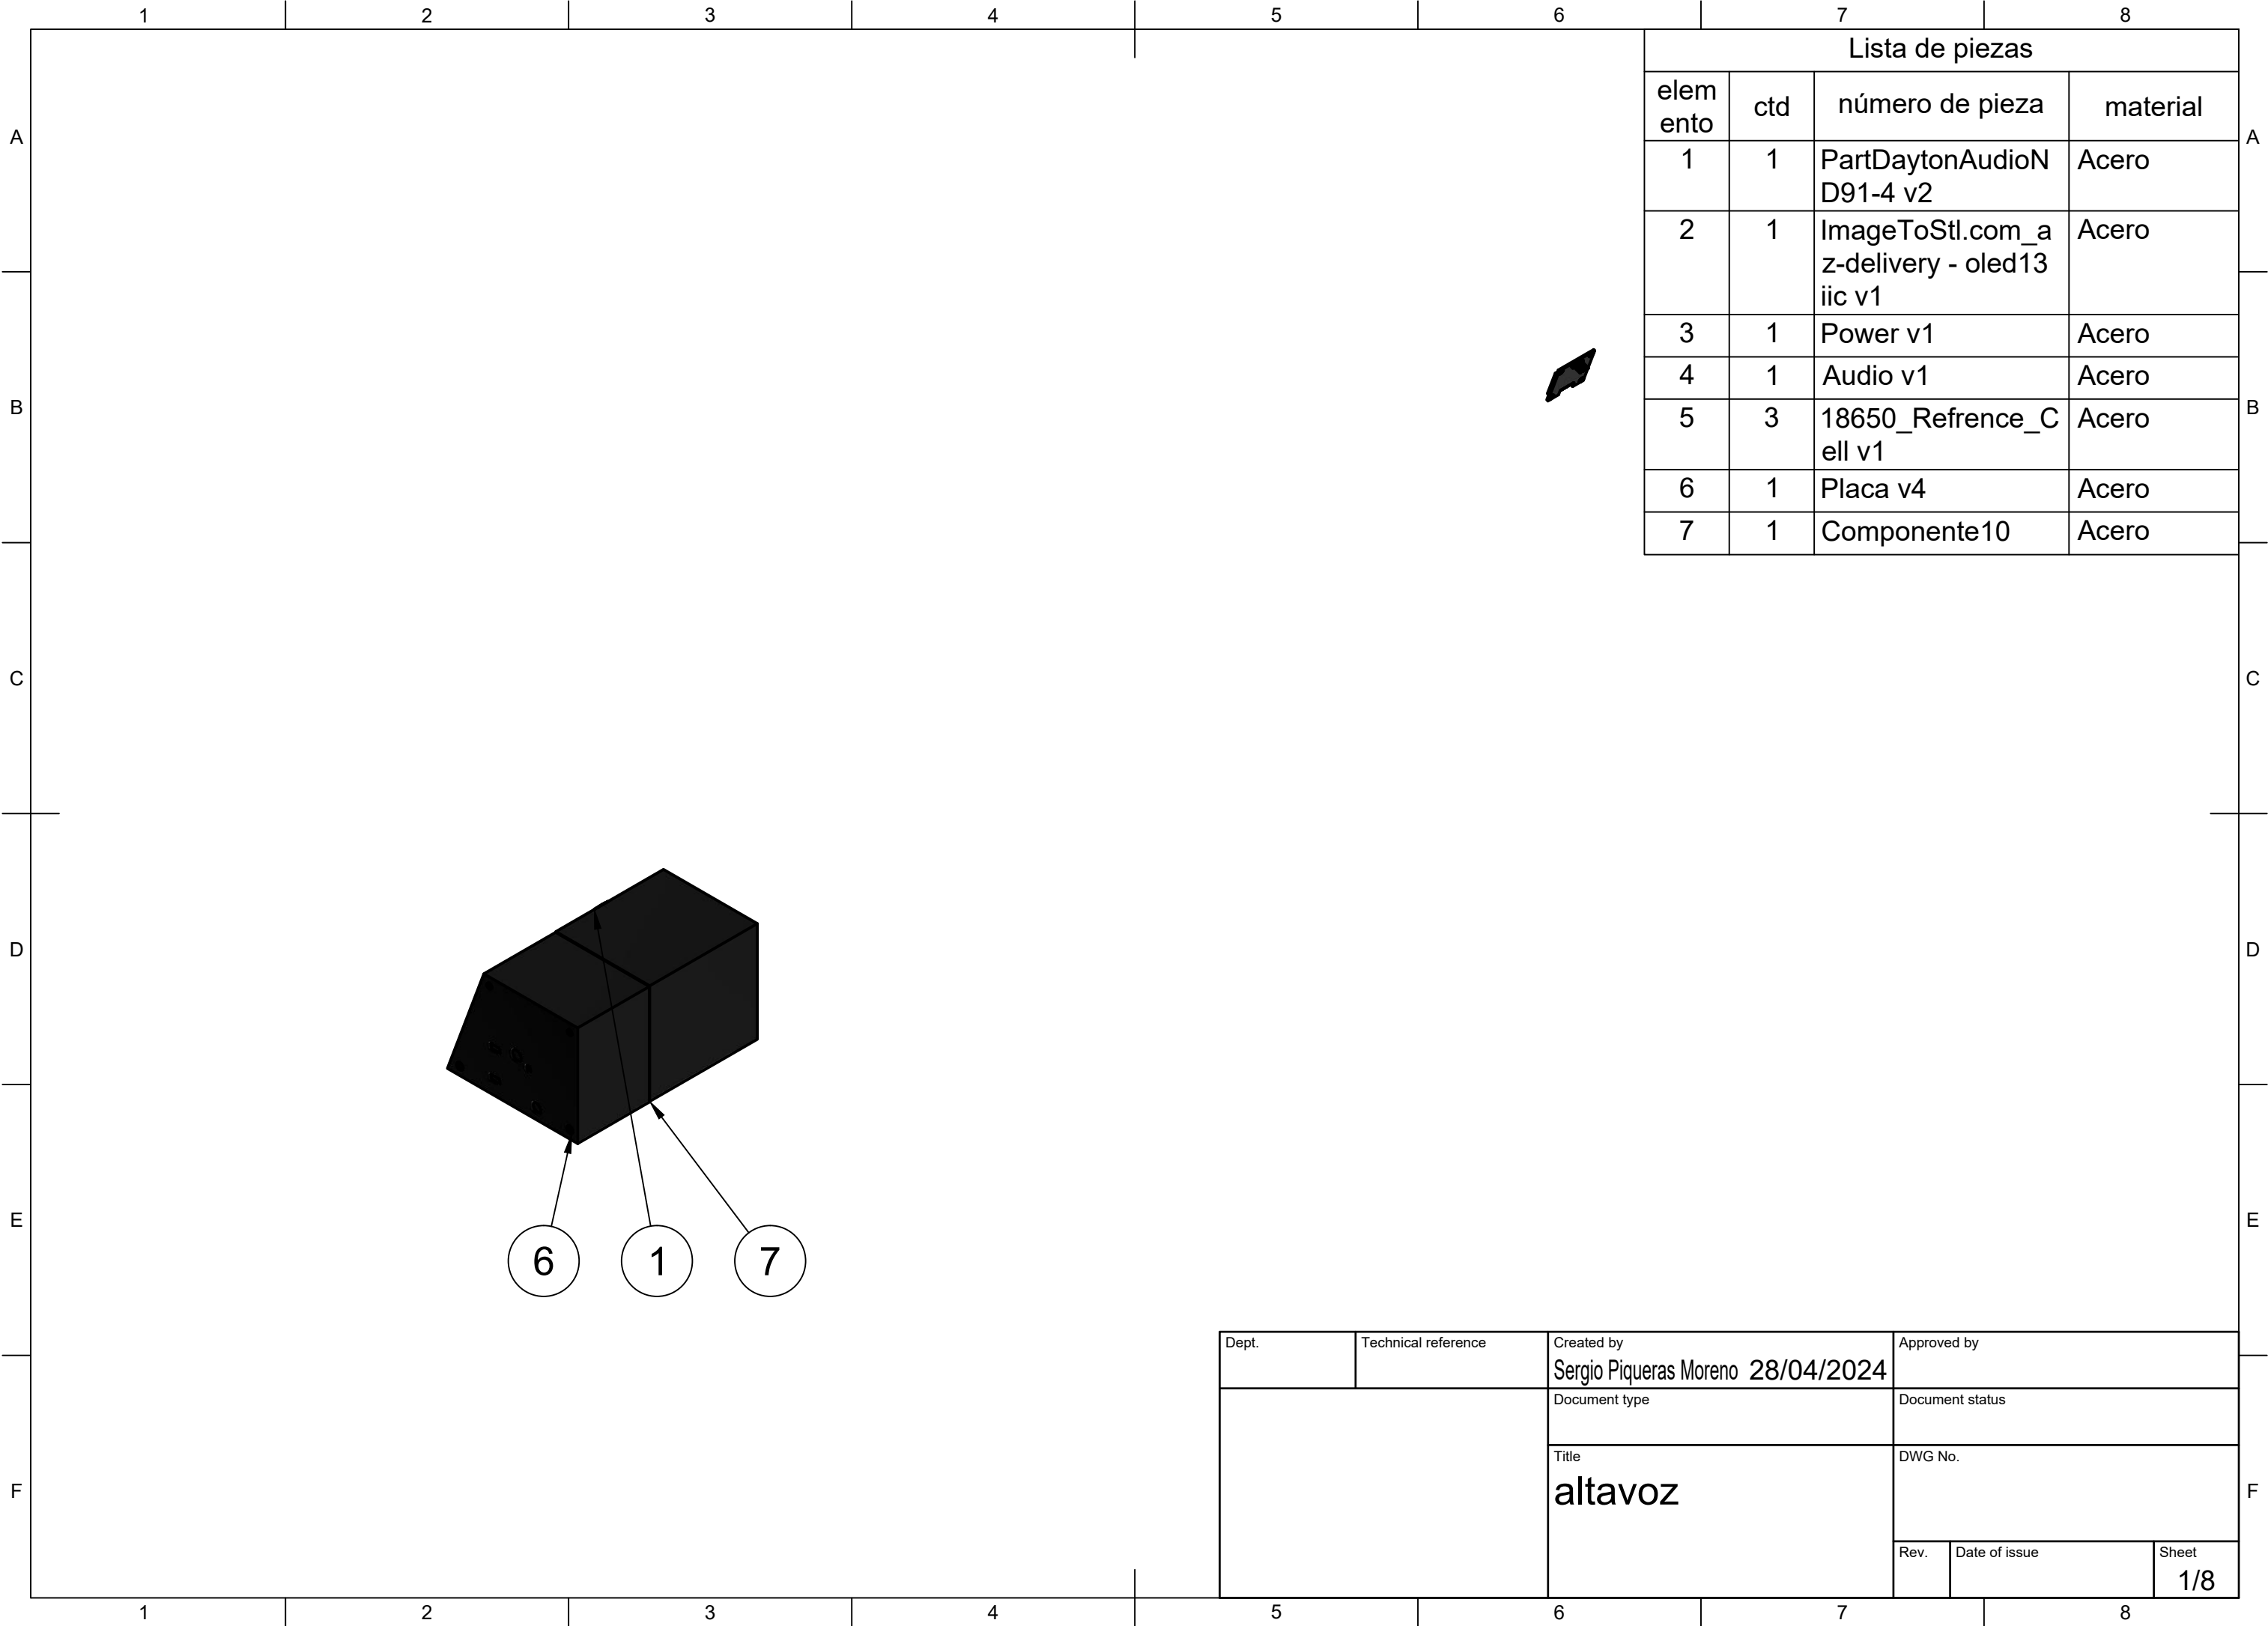 1 2 3 4 5 6 7 8
Lista de piezas
elem
ento
ctd
número de pieza
material
A
A
1
1
PartDaytonAudioN
D91-4 v2
Acero
2
1
ImageToStl.com_a
z-delivery - oled13
iic v1
Acero
3
1
Power v1
Acero
4
1
Audio v1
Acero
B
B
5
3
18650_Refrence_C
ell v1
Acero
6
1
Placa v4
Acero
7
1
Componente10
Acero
C
C
D
D
E
E
6
1
7
Dept.
Technical reference
Created by
Sergio Piqueras Moreno 28/04/2024
Approved by
Document type
Document status
Title
altavoz
DWG No.
F
F
Rev.
Date of issue
Sheet
1/8
1 2 3 4 5 6 7 8